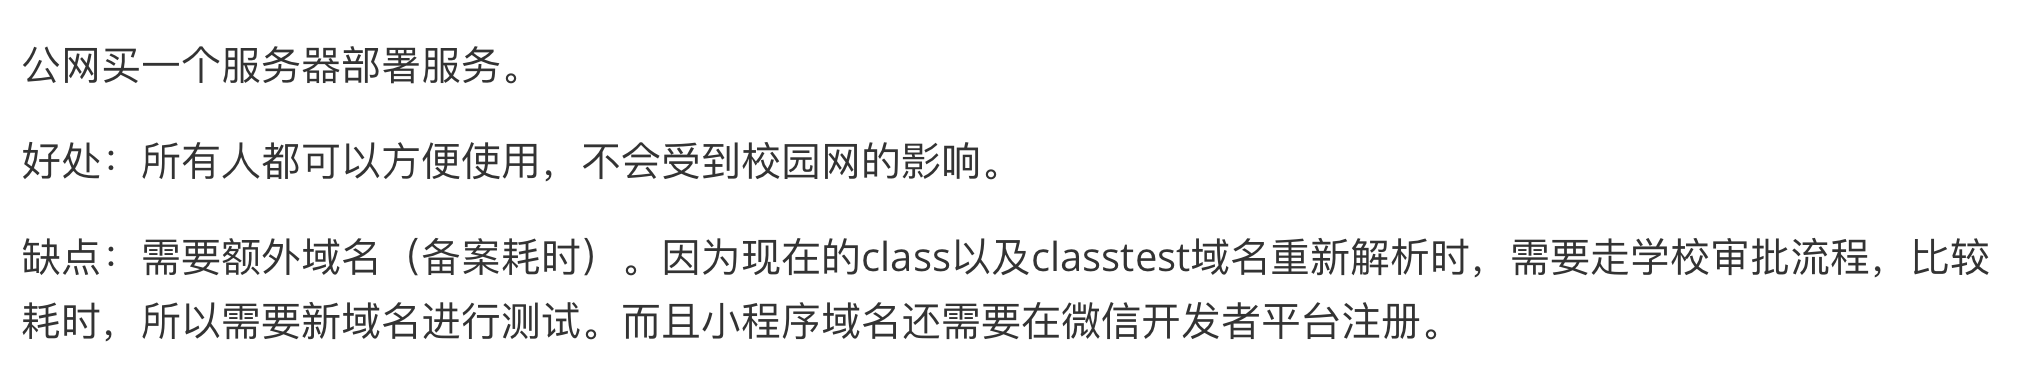 公网买一个服务器部署服务。
好处：所有人都可以方便使用，不会受到校园网的影响。
缺点：需要额外域名（备案耗时）。因为现在的class以及classtest域名重新解析时，需要走学校审批流程，比较
耗时，所以需要新域名进行测试。而且小程序域名还需要在微信开发者平台注册。